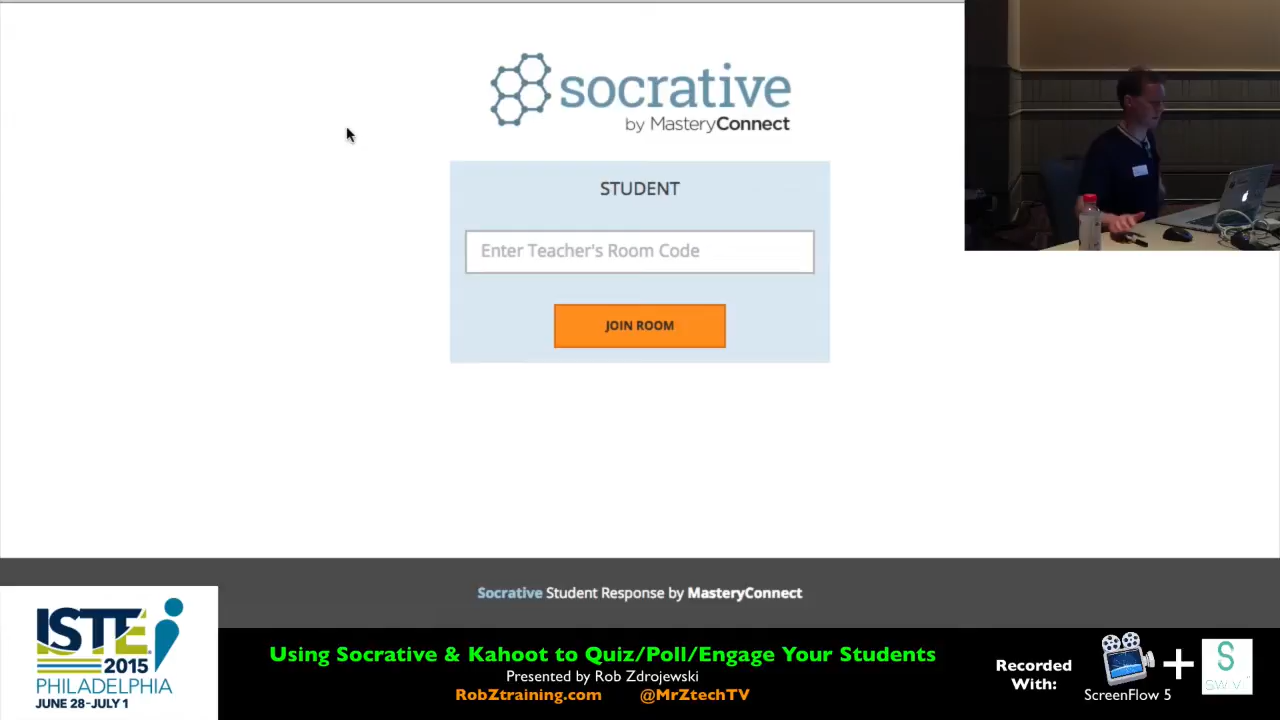 socrative
by MasteryConnect
STUDENT
Enter Teacher's Room Code
JOIN ROOM
Socrative Student Response by MasteryConnect
ISTE
2015
PHILADELPHIA
JUNE 28-JULY 1
Using Socrative & Kahoot to Quiz/Poll/Engage Your Students
Presented by Rob Zdrojewski
RobZtraining.com @MrZtechTV
Recorded
With:
ScreenFlow 5
+
S